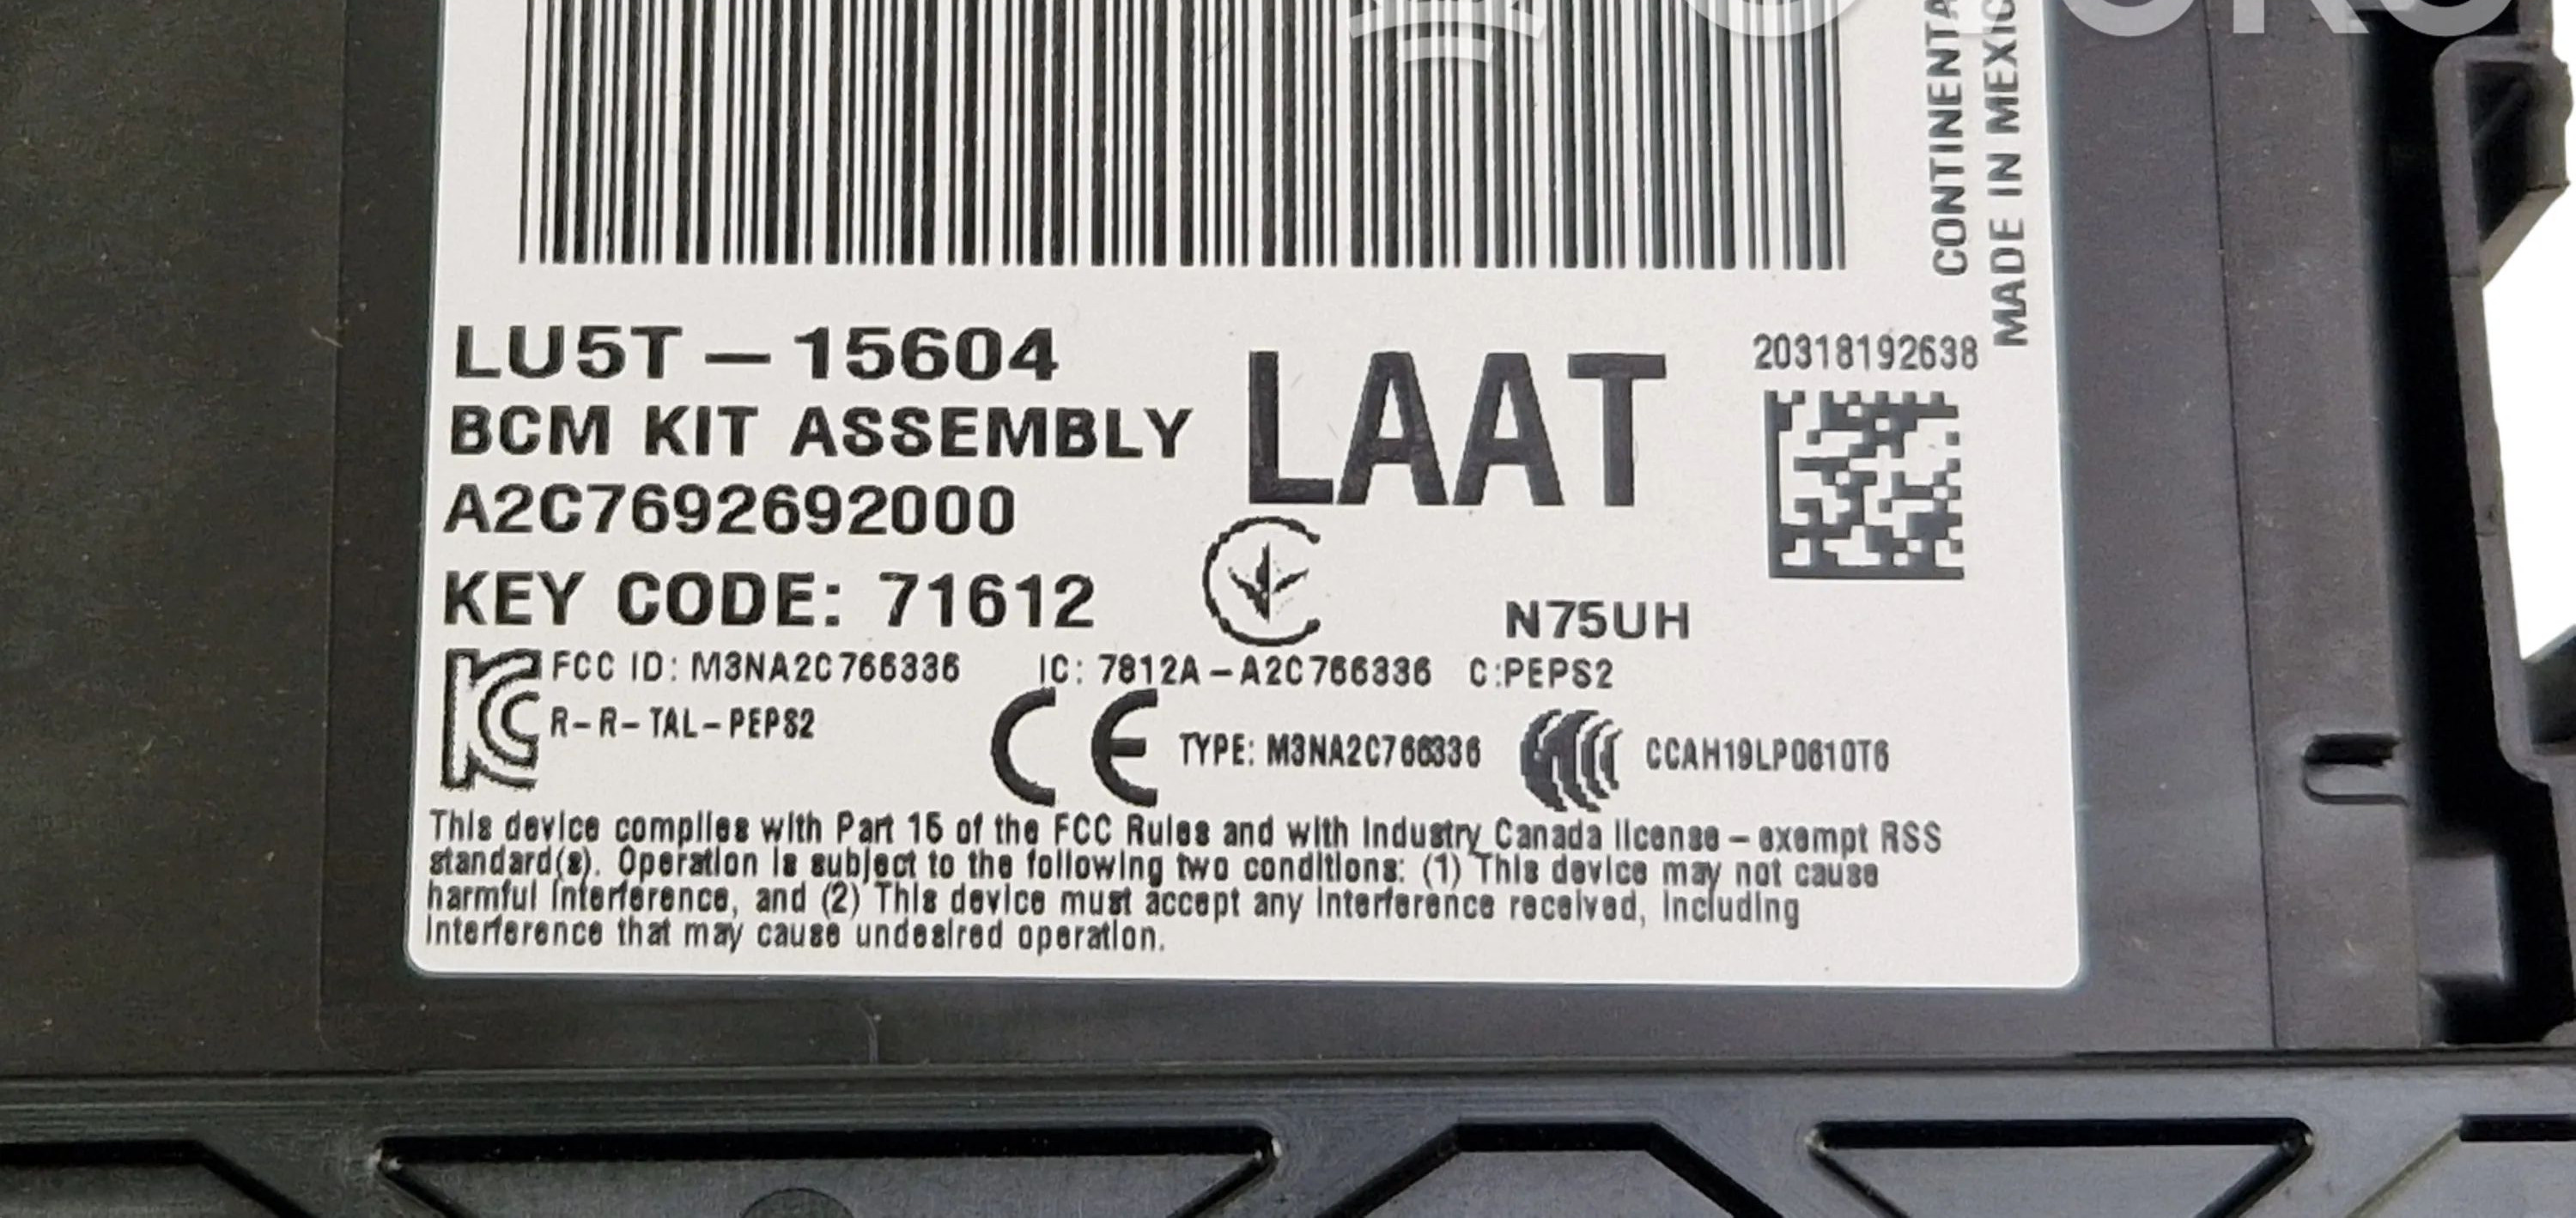 CONTINENTA
MADE IN MEXIC
LU5T – 15604
BCM KIT ASSEMBLY
A2C7692692000
KEY CODE: 71612
LAAT
20318192638
N75UH
FCC ID: M3NA2C766336 IC: 7812A – A2C766336 C:PEPS2
R – R – TAL – PEPS2
CE TYPE: M3NA2C766336 CCAH19LP0610T6
This device complies with Part 15 of the FCC Rules and with Industry Canada license – exempt RSS
standard(s). Operation is subject to the following two conditions: (1) This device may not cause
harmful interference, and (2) This device must accept any interference received, including
interference that may cause undesired operation.